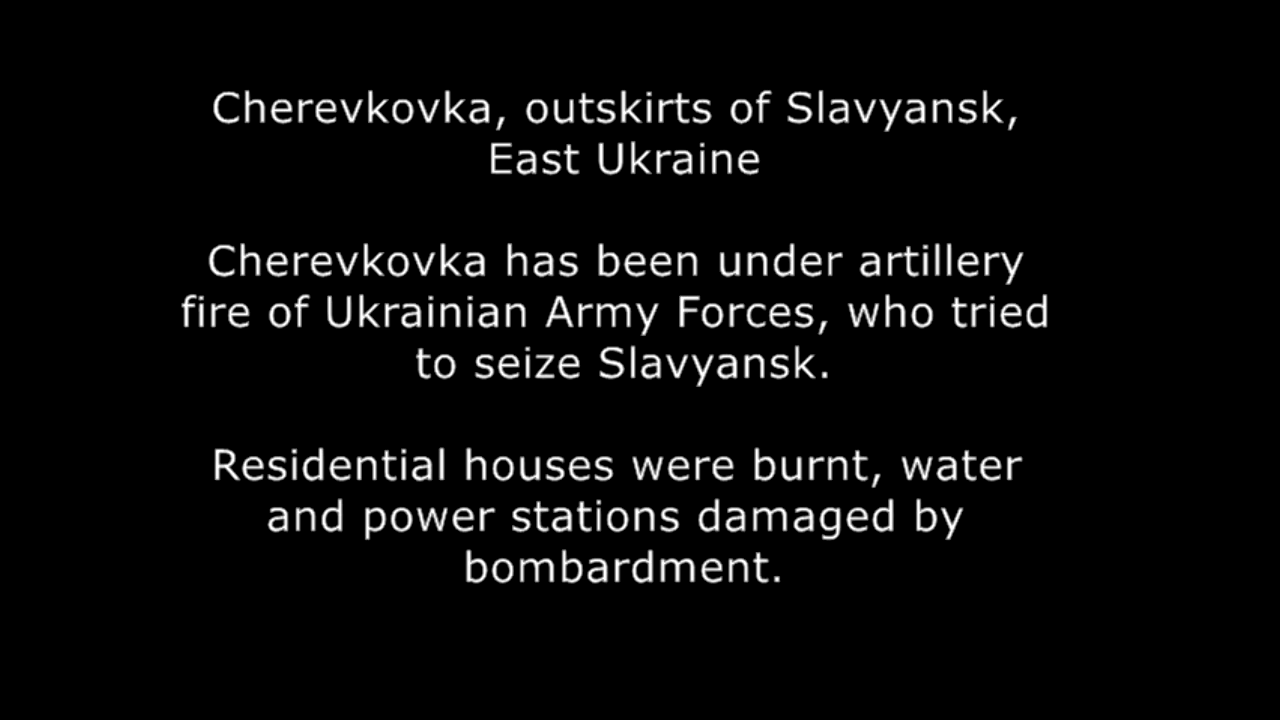 Cherevkovka, outskirts of Slavyansk,
East Ukraine
Cherevkovka has been under artillery
fire of Ukrainian Army Forces, who tried
to seize Slavyansk.
Residential houses were burnt, water
and power stations damaged by
bombardment.